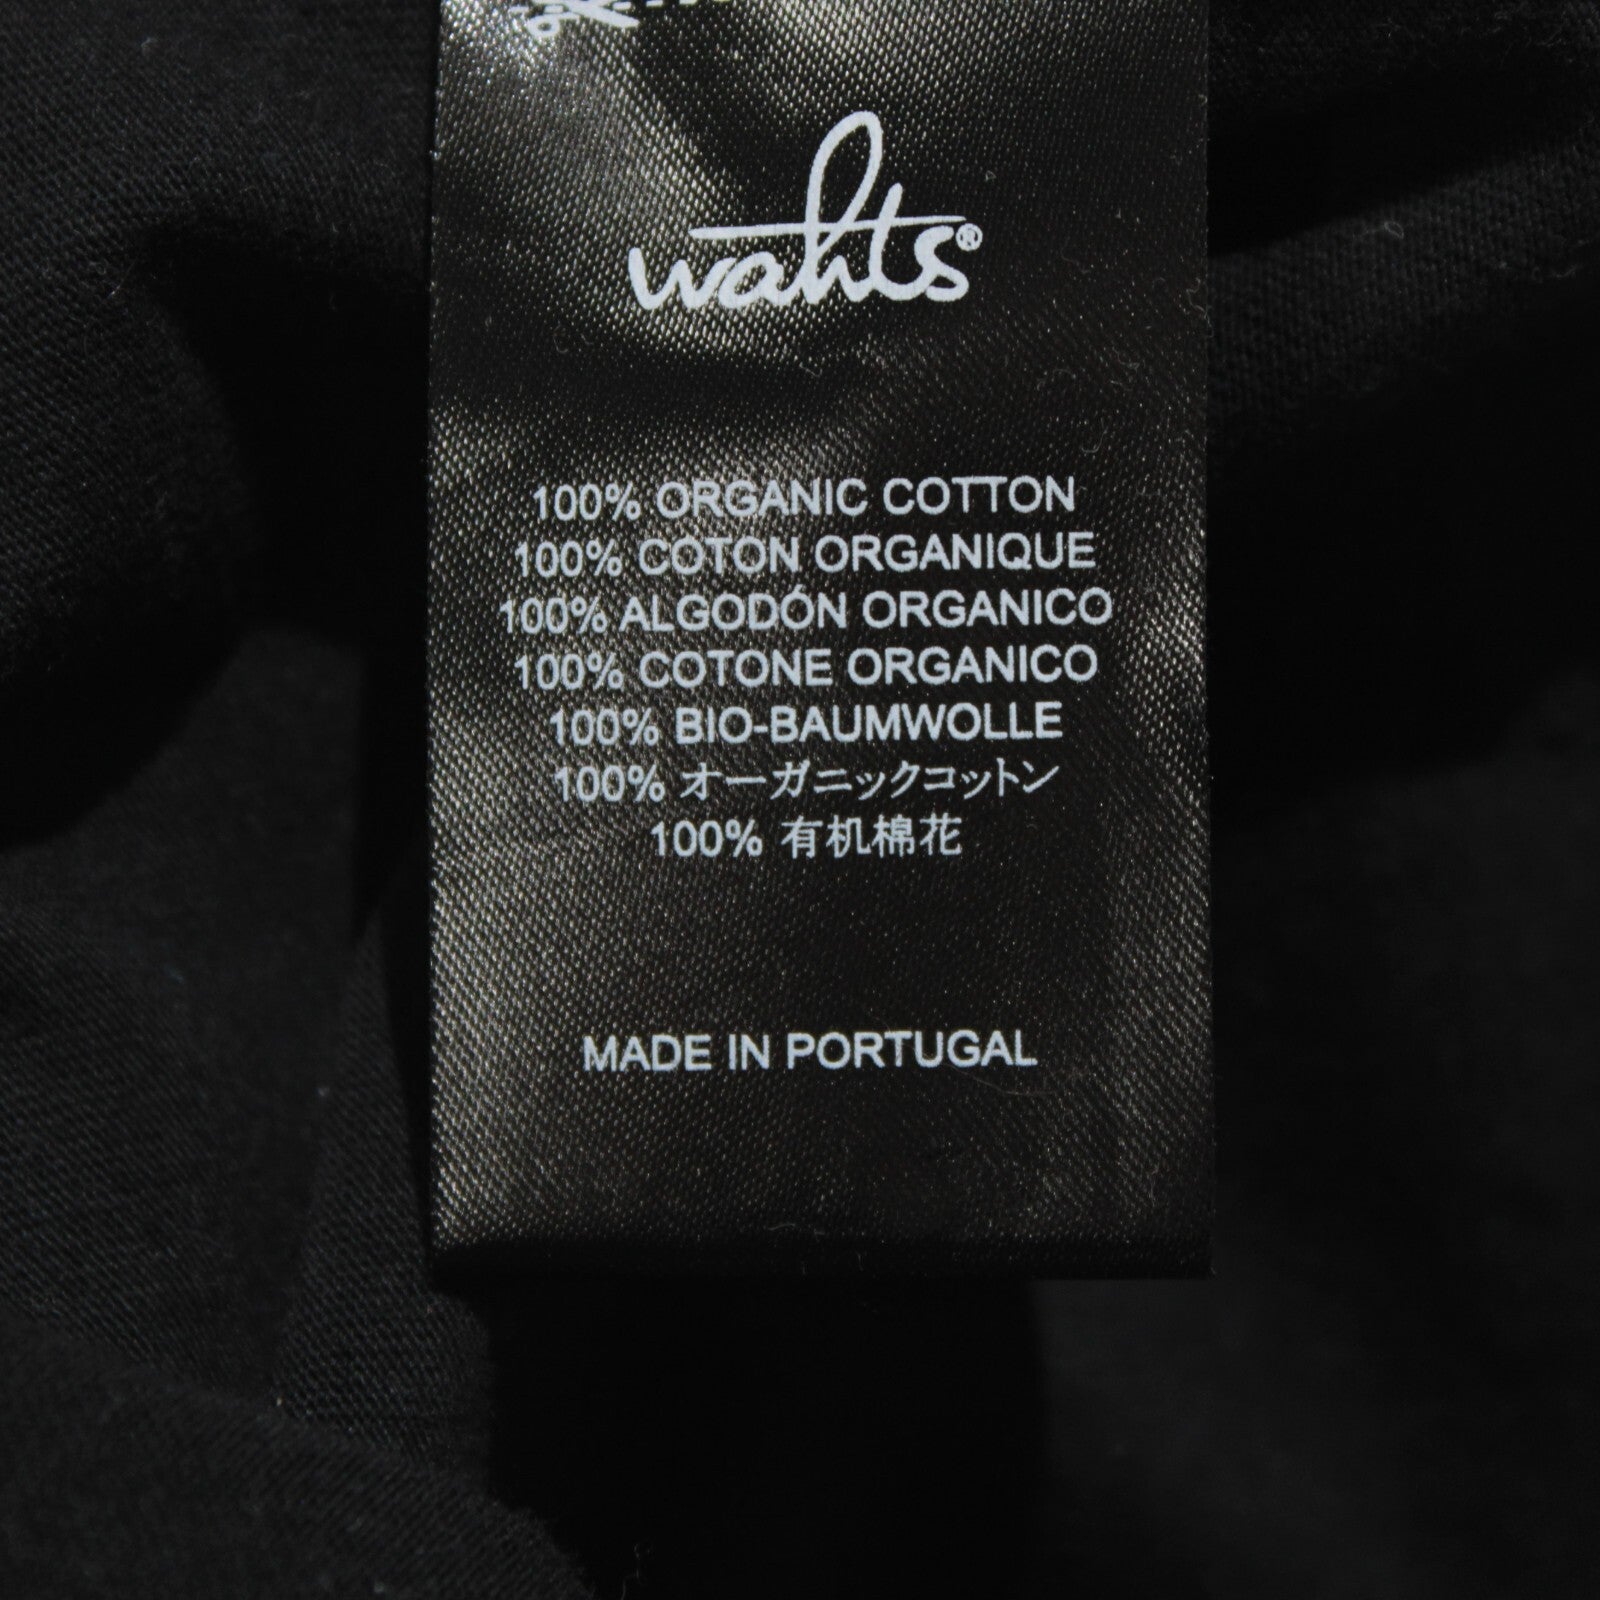 wahts®
100% ORGANIC COTTON
100% COTON ORGANIQUE
100% ALGODÓN ORGANICO
100% COTONE ORGANICO
100% BIO-BAUMWOLLE
100% オーガニックコットン
100% 有机棉花
MADE IN PORTUGAL